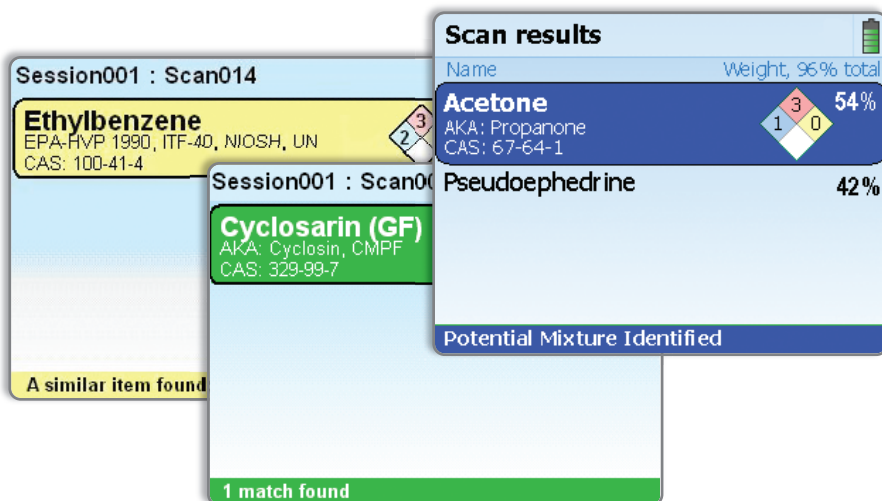 Session001 : Scan014
Ethylbenzene
EPA-HVP 1990, ITF-40, NIOSH, UN
CAS: 100-41-4
2 3
A similar item found
Session001 :
Cyclosarin (GF)
AKA: Cyclosin, CMPF
CAS: 329-99-7
1 match found
Scan results
Name Weight, 96% total
Acetone 54%
AKA: Propanone
CAS: 67-64-1
1 3 0
Pseudoephedrine 42%
Potential Mixture Identified